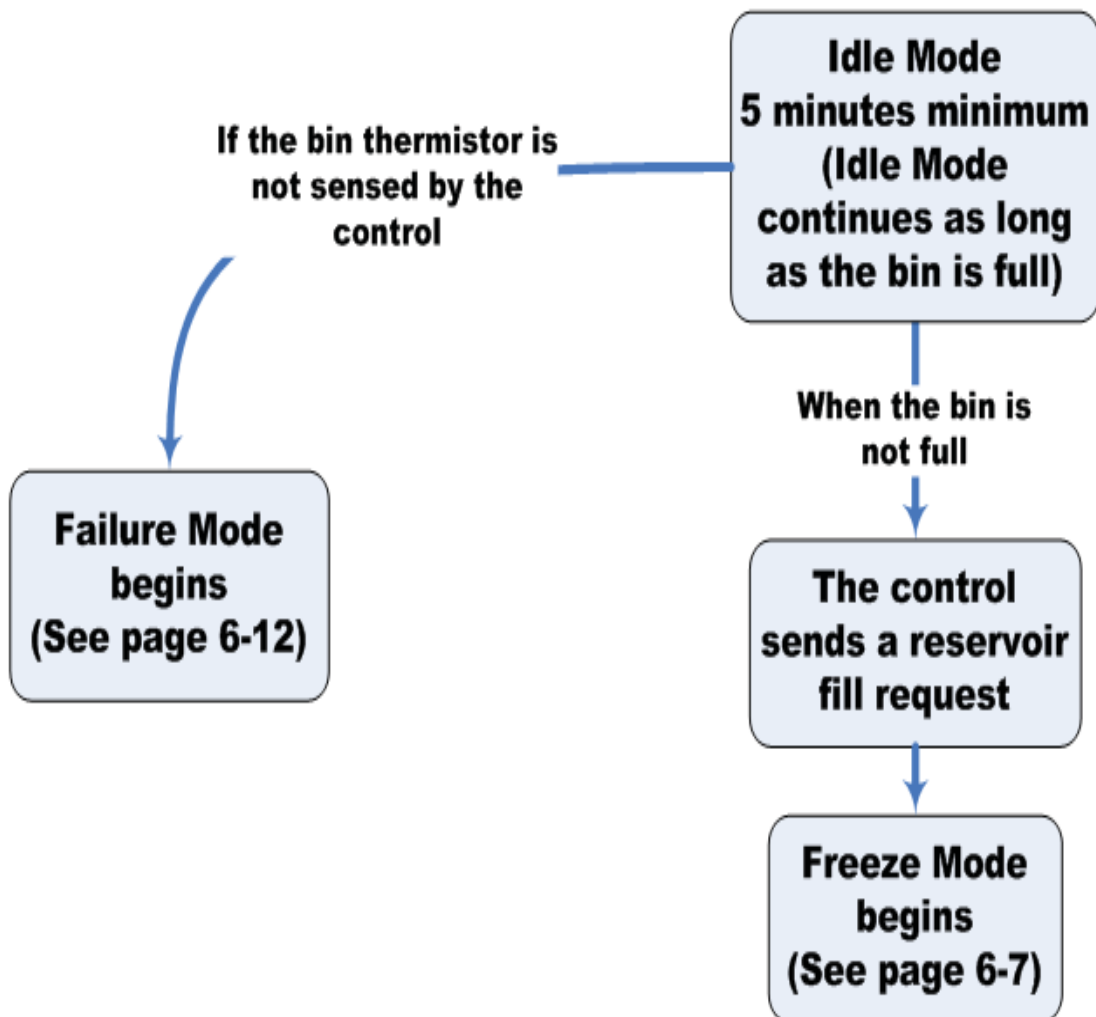 Idle Mode
5 minutes minimum
(Idle Mode
continues as long
as the bin is full)
If the bin thermistor is
not sensed by the
control
When the bin is
not full
Failure Mode
begins
(See page 6-12)
The control
sends a reservoir
fill request
Freeze Mode
begins
(See page 6-7)